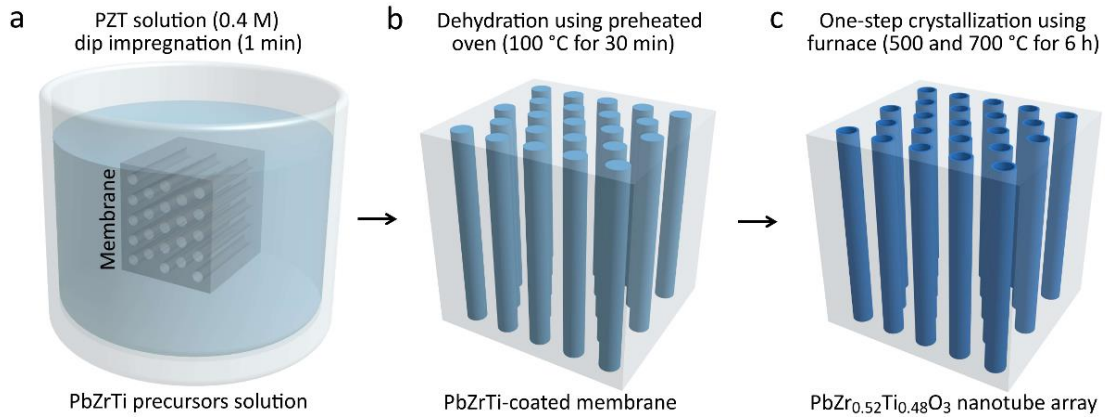 a
PZT solution (0.4 M)
dip impregnation (1 min)
Membrane
PbZrTi precursors solution
b
Dehydration using preheated
oven (100 °C for 30 min)
PbZrTi-coated membrane
c
One-step crystallization using
furnace (500 and 700 °C for 6 h)
PbZr₀.₅₂Ti₀.₄₈O₃ nanotube array